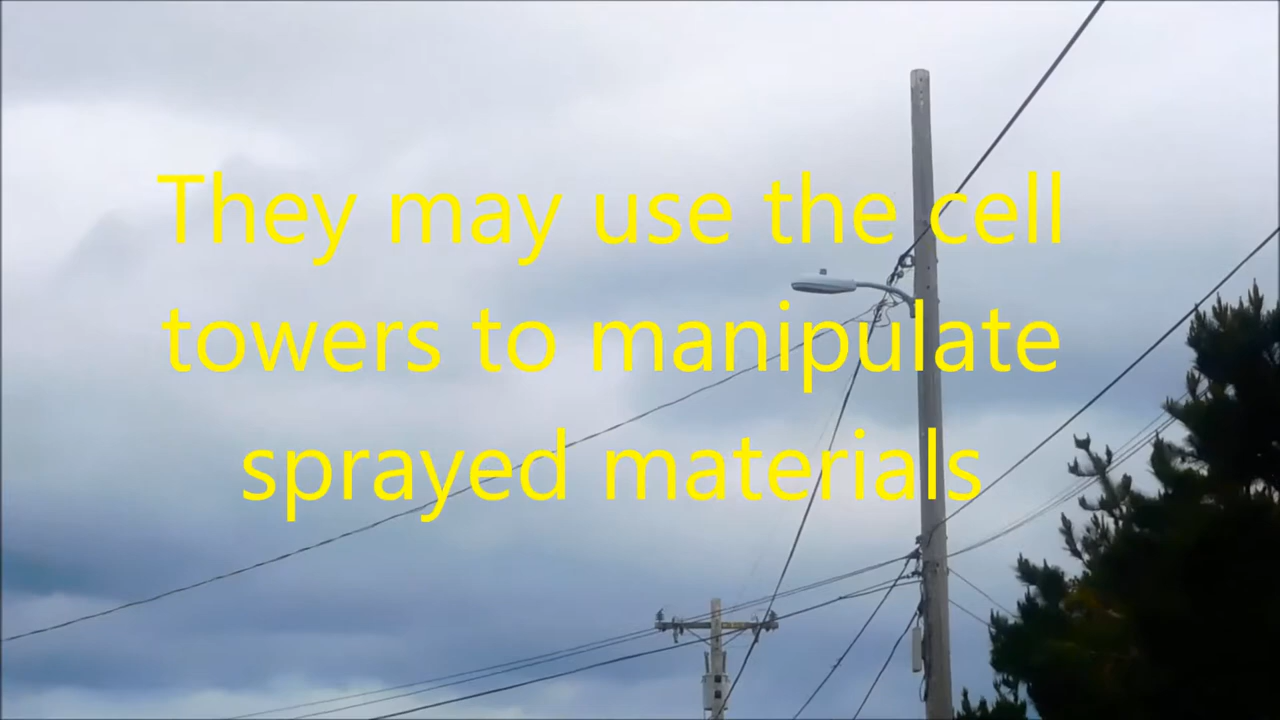 They may use the cell
towers to manipulate
sprayed materials